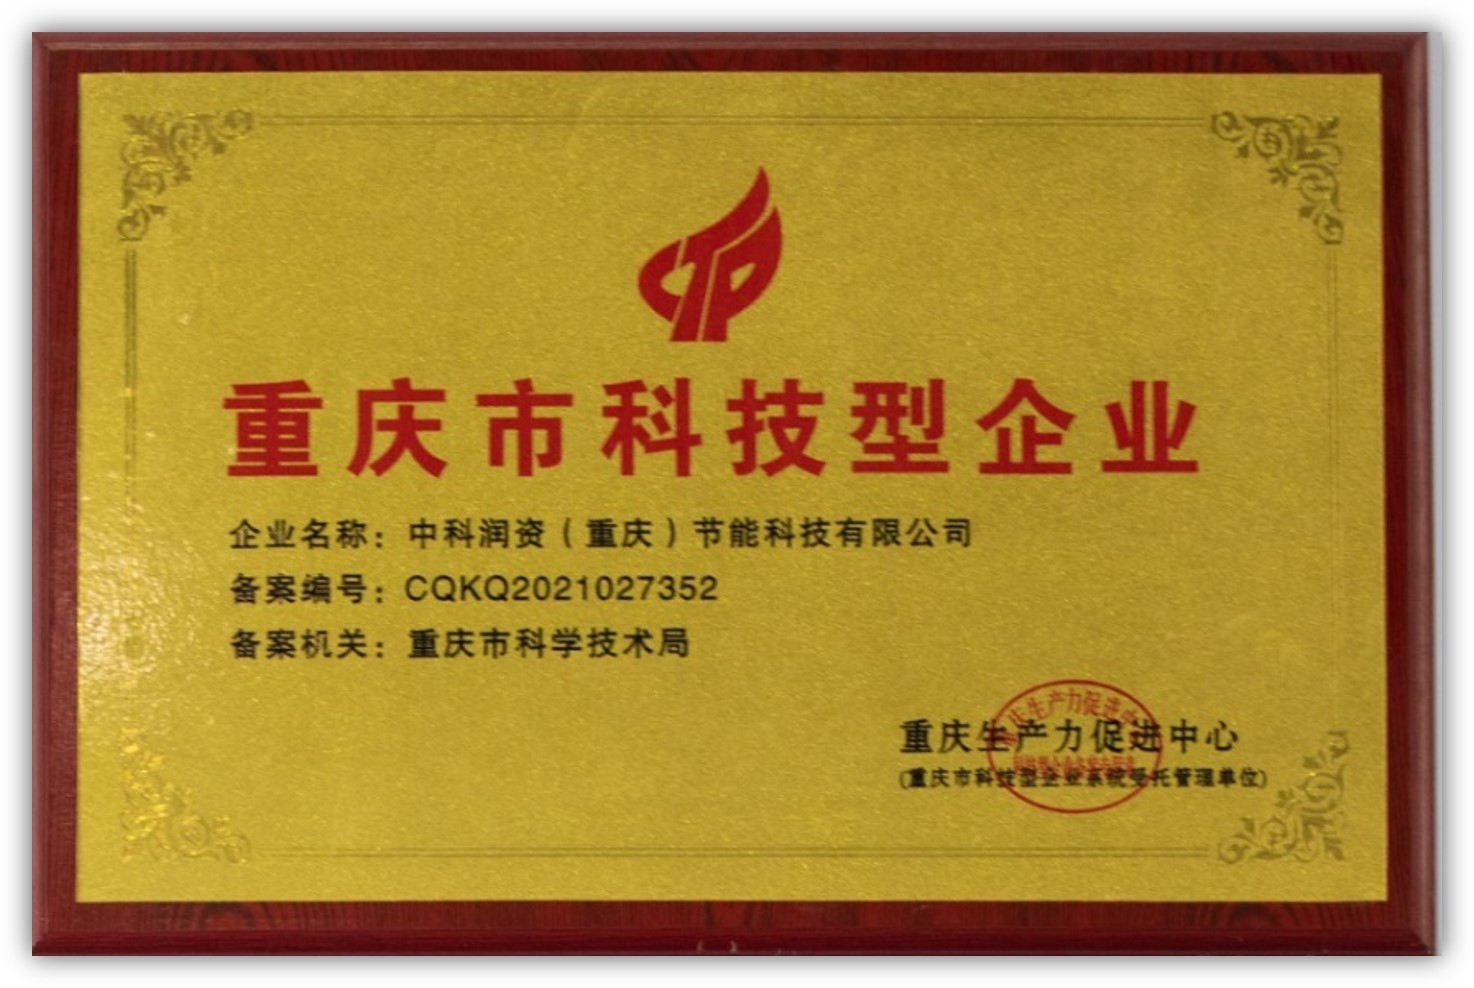 重庆市科技型企业
企业名称：中科润资（重庆）节能科技有限公司
备案编号：CQKQ2021027352
备案机关：重庆市科学技术局
重庆生产力促进中心
(重庆市科技型企业系统受托管理单位)